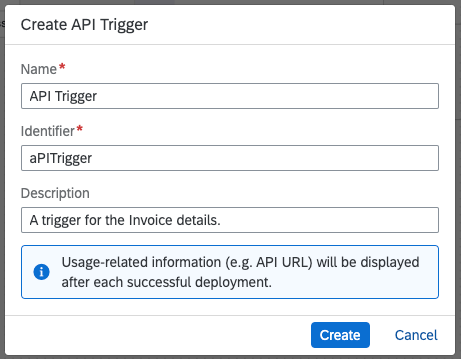 Create API Trigger
Name*
API Trigger
Identifier*
aPITrigger
Description
A trigger for the Invoice details.
Usage-related information (e.g. API URL) will be displayed
after each successful deployment.
Create Cancel